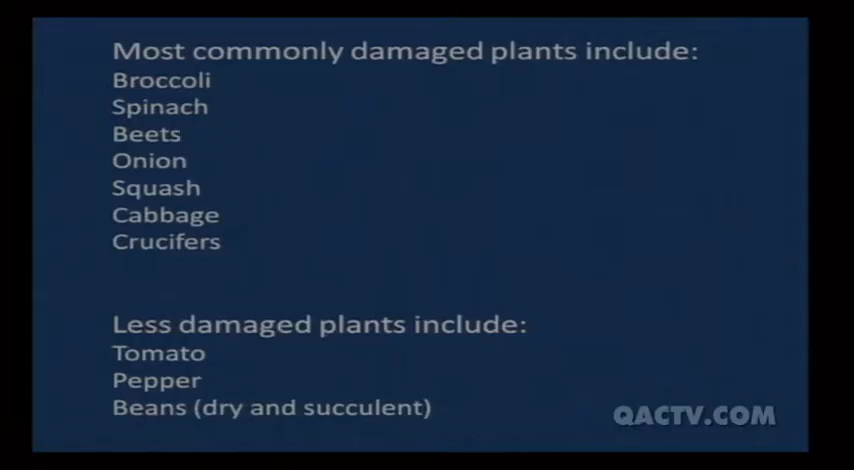 Most commonly damaged plants include:
Broccoli
Spinach
Beets
Onion
Squash
Cabbage
Crucifers
Less damaged plants include:
Tomato
Pepper
Beans (dry and succulent)
QACTV.COM